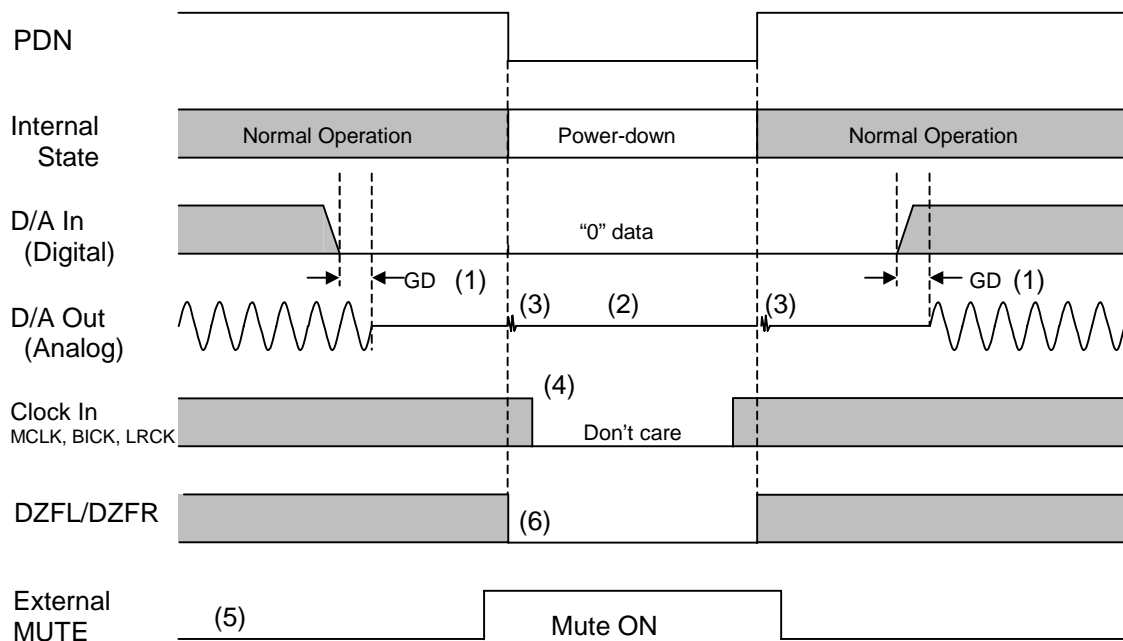 PDN
Internal
State
Normal Operation
Power-down
Normal Operation
D/A In
(Digital)
“0” data
GD (1)
GD (1)
D/A Out
(Analog)
(3)
(2)
(3)
Clock In
MCLK, BICK, LRCK
(4)
Don’t care
DZFL/DZFR
(6)
External
MUTE
(5)
Mute ON